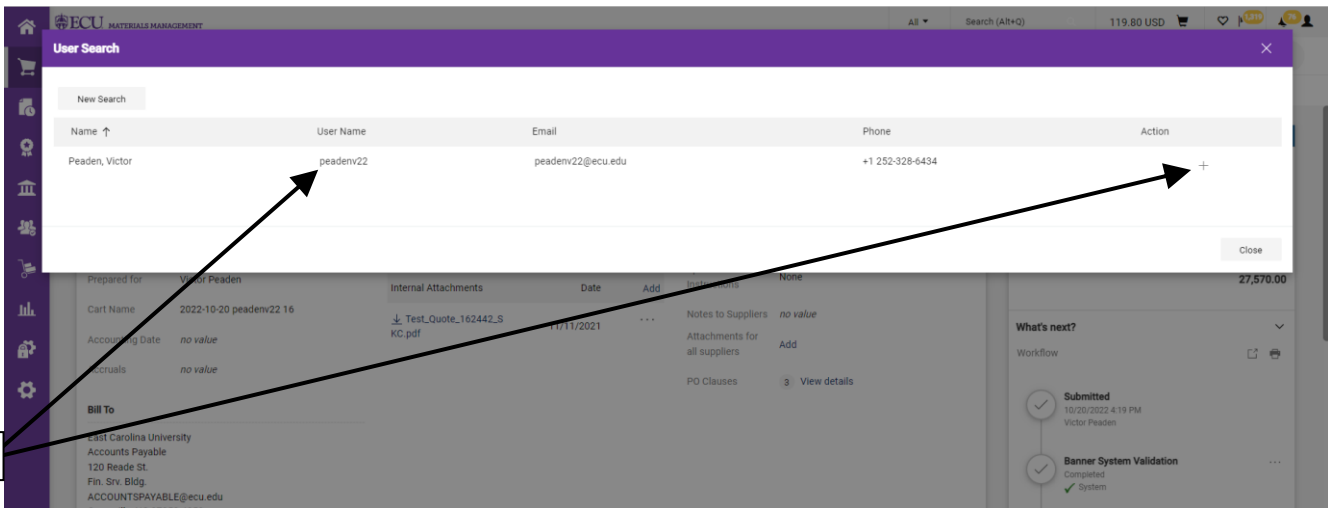 ECU MATERIALS MANAGEMENT
All
Search (Alt+Q)
119.80 USD
User Search
New Search
Name
User Name
Email
Phone
Action
Peaden, Victor
peadenv22
peadenv22@ecu.edu
+1 252-328-6434
Close
Prepared for
Victor Peaden
Cart Name
2022-10-20 peadenv22 16
Accounting Date
no value
Accruals
no value
Bill To
East Carolina University
Accounts Payable
120 Reade St.
Fin. Srv. Bldg.
ACCOUNTSPAYABLE@ecu.edu
Internal Attachments
Date
Add
Test_Quote_162442_S
KC.pdf
11/11/2021
...
None
Notes to Suppliers
no value
Attachments for
all suppliers
Add
PO Clauses
3 View details
27,570.00
What's next?
Workflow
Submitted
10/20/2022 4:19 PM
Victor Peaden
Banner System Validation
...
Completed
System